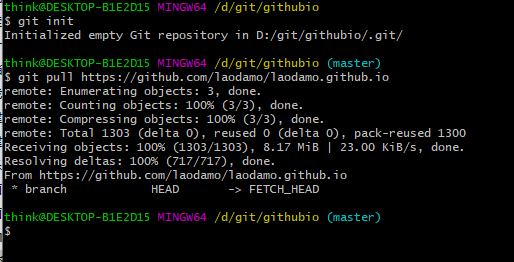 think@DESKTOP-B1E2D15 MINGW64 /d/git/githubio
$ git init
Initialized empty Git repository in D:/git/githubio/.git/
think@DESKTOP-B1E2D15 MINGW64 /d/git/githubio (master)
$ git pull https://github.com/laodamo/laodamo.github.io
remote: Enumerating objects: 3, done.
remote: Counting objects: 100% (3/3), done.
remote: Compressing objects: 100% (3/3), done.
remote: Total 1303 (delta 0), reused 0 (delta 0), pack-reused 1300
Receiving objects: 100% (1303/1303), 8.17 MiB | 23.00 KiB/s, done.
Resolving deltas: 100% (717/717), done.
From https://github.com/laodamo/laodamo.github.io
 * branch            HEAD       -> FETCH_HEAD
think@DESKTOP-B1E2D15 MINGW64 /d/git/githubio (master)
$